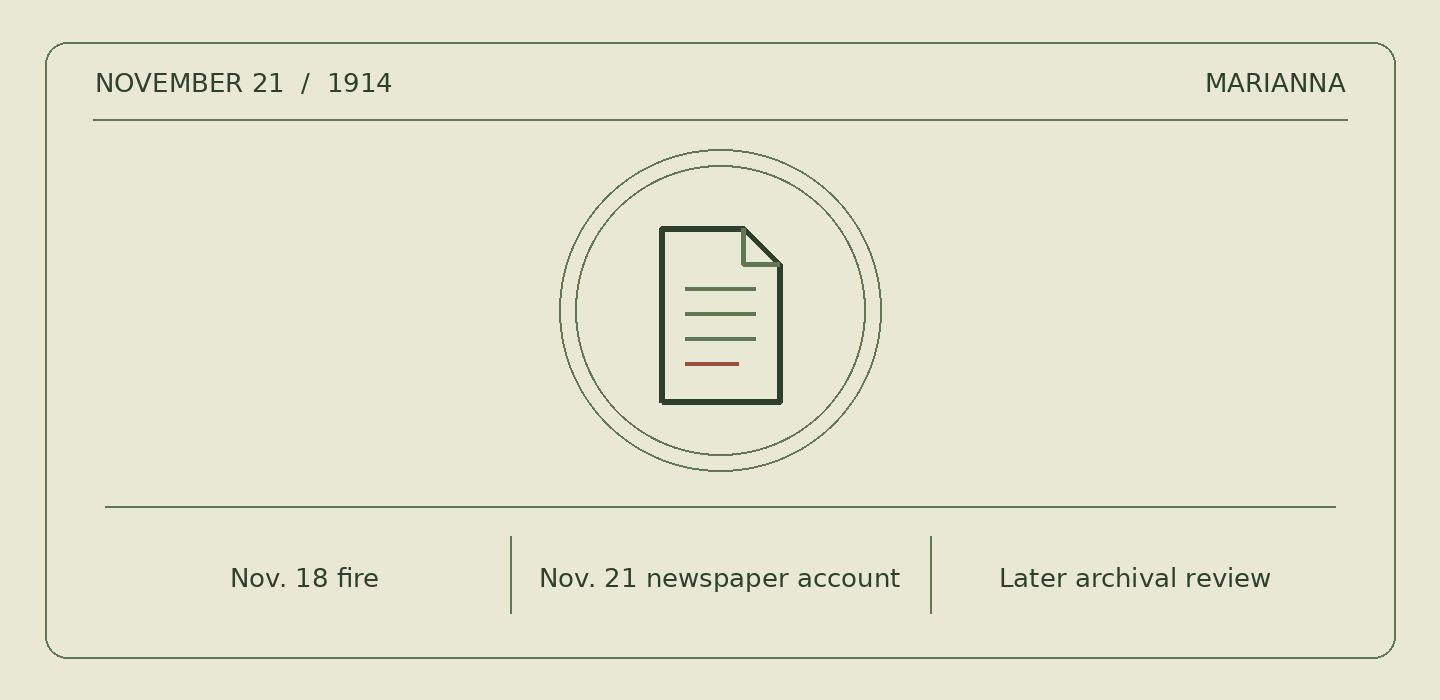 NOVEMBER 21 / 1914
MARIANNA
Nov. 18 fire
Nov. 21 newspaper account
Later archival review